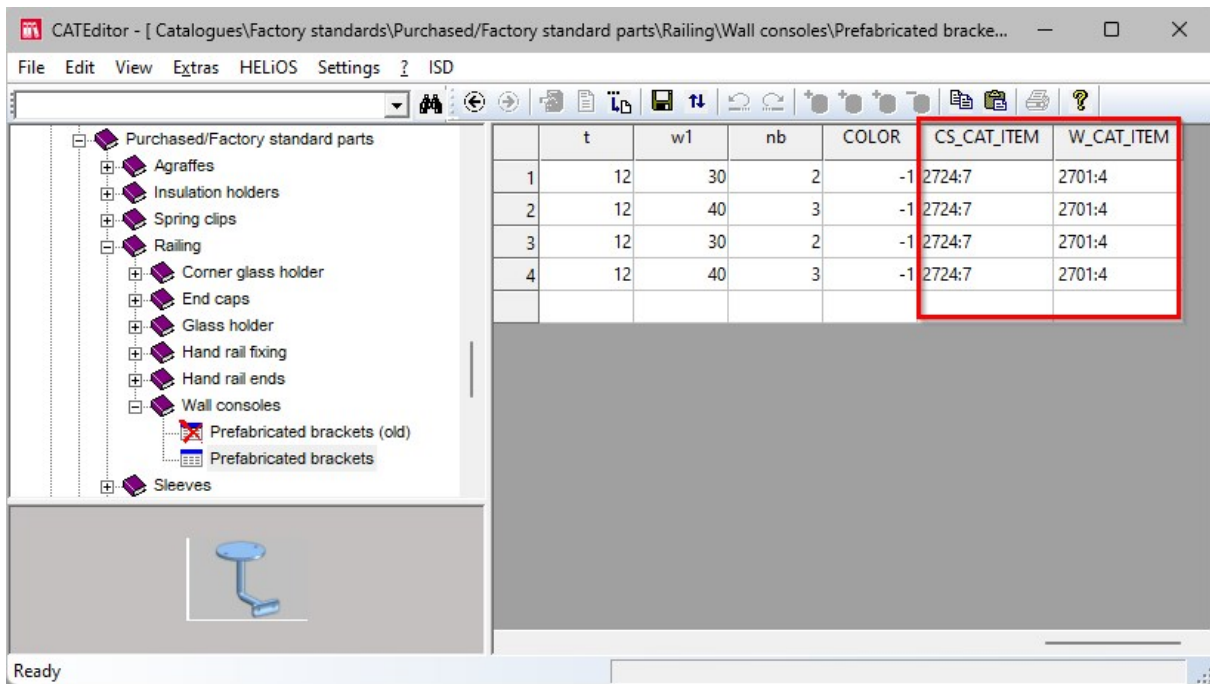 CATEditor - [ Catalogues\Factory standards\Purchased/Factory standard parts\Railing\Wall consoles\Prefabricated bracke...
File Edit View Extras HELiOS Settings ? ISD
Purchased/Factory standard parts
Agraffes
Insulation holders
Spring clips
Railing
Corner glass holder
End caps
Glass holder
Hand rail fixing
Hand rail ends
Wall consoles
Prefabricated brackets (old)
Prefabricated brackets
Sleeves
t w1 nb COLOR CS_CAT_ITEM W_CAT_ITEM
1 12 30 2 -1 2724:7 2701:4
2 12 40 3 -1 2724:7 2701:4
3 12 30 2 -1 2724:7 2701:4
4 12 40 3 -1 2724:7 2701:4
Ready